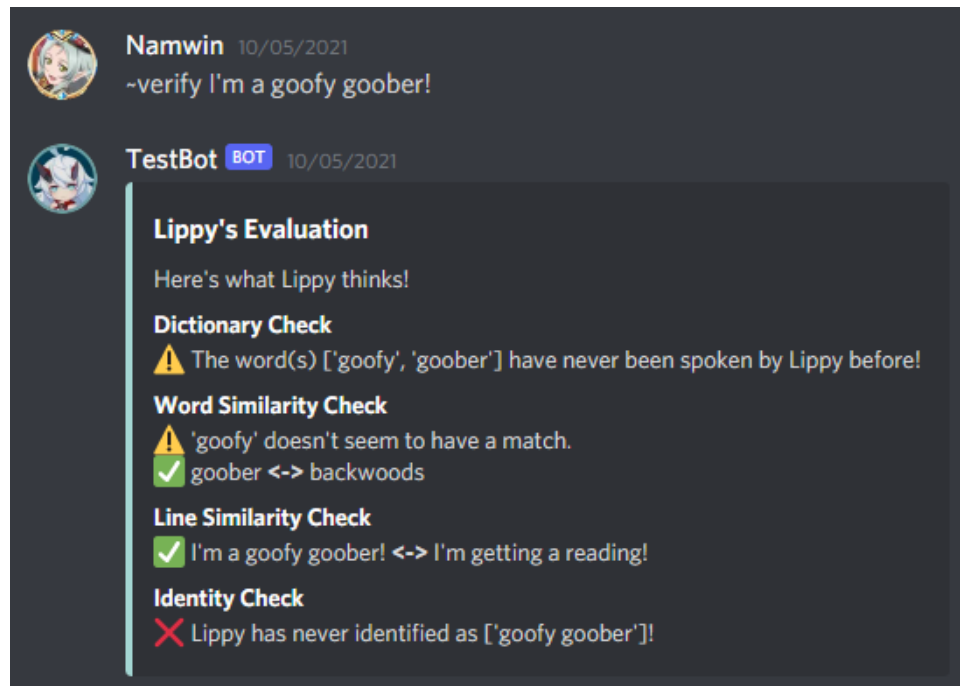 Namwin 10/05/2021
~verify I'm a goofy goober!
TestBot BOT 10/05/2021
Lippy's Evaluation
Here's what Lippy thinks!
Dictionary Check
⚠️ The word(s) ['goofy', 'goober'] have never been spoken by Lippy before!
Word Similarity Check
⚠️ 'goofy' doesn't seem to have a match.
✅ goober <-> backwoods
Line Similarity Check
✅ I'm a goofy goober! <-> I'm getting a reading!
Identity Check
❌ Lippy has never identified as ['goofy goober']!